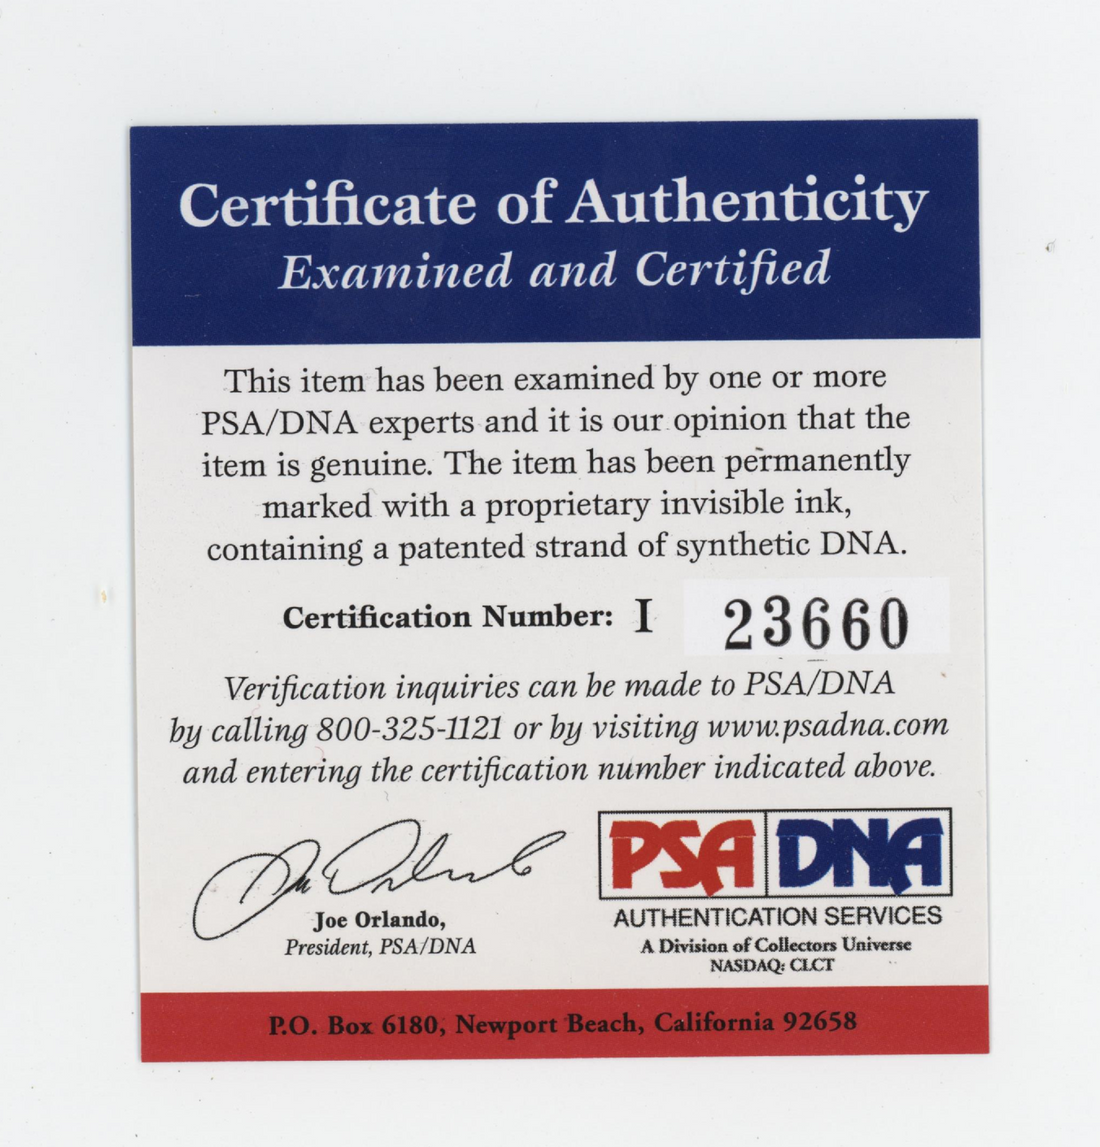 Certificate of Authenticity
Examined and Certified
This item has been examined by one or more
PSA/DNA experts and it is our opinion that the
item is genuine. The item has been permanently
marked with a proprietary invisible ink,
containing a patented strand of synthetic DNA.
Certification Number: I 23660
Verification inquiries can be made to PSA/DNA
by calling 800-325-1121 or by visiting www.psadna.com
and entering the certification number indicated above.
Joe Orlando,
President, PSA/DNA
PSA DNA
AUTHENTICATION SERVICES
A Division of Collectors Universe
NASDAQ: CLCT
P.O. Box 6180, Newport Beach, California 92658